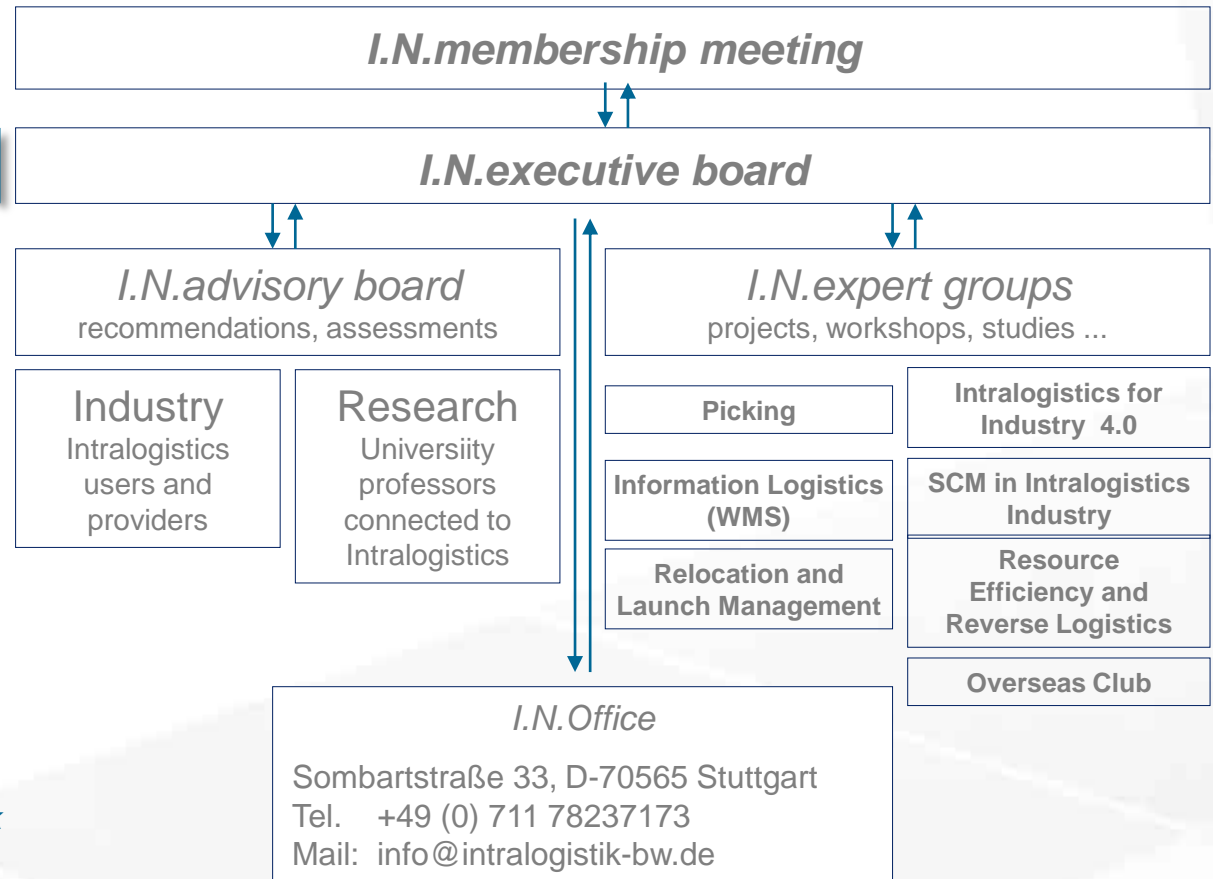 I.N.membership meeting
I.N.executive board
I.N.advisory board
recommendations, assessments
Industry
Intralogistics
users and
providers
Research
Universiity
professors
connected to
Intralogistics
I.N.expert groups
projects, workshops, studies ...
Picking
Information Logistics
(WMS)
Relocation and
Launch Management
Intralogistics for
Industry 4.0
SCM in Intralogistics
Industry
Resource
Efficiency and
Reverse Logistics
Overseas Club
I.N.Office
Sombartstraße 33, D-70565 Stuttgart
Tel. +49 (0) 711 78237173
Mail: info@intralogistik-bw.de